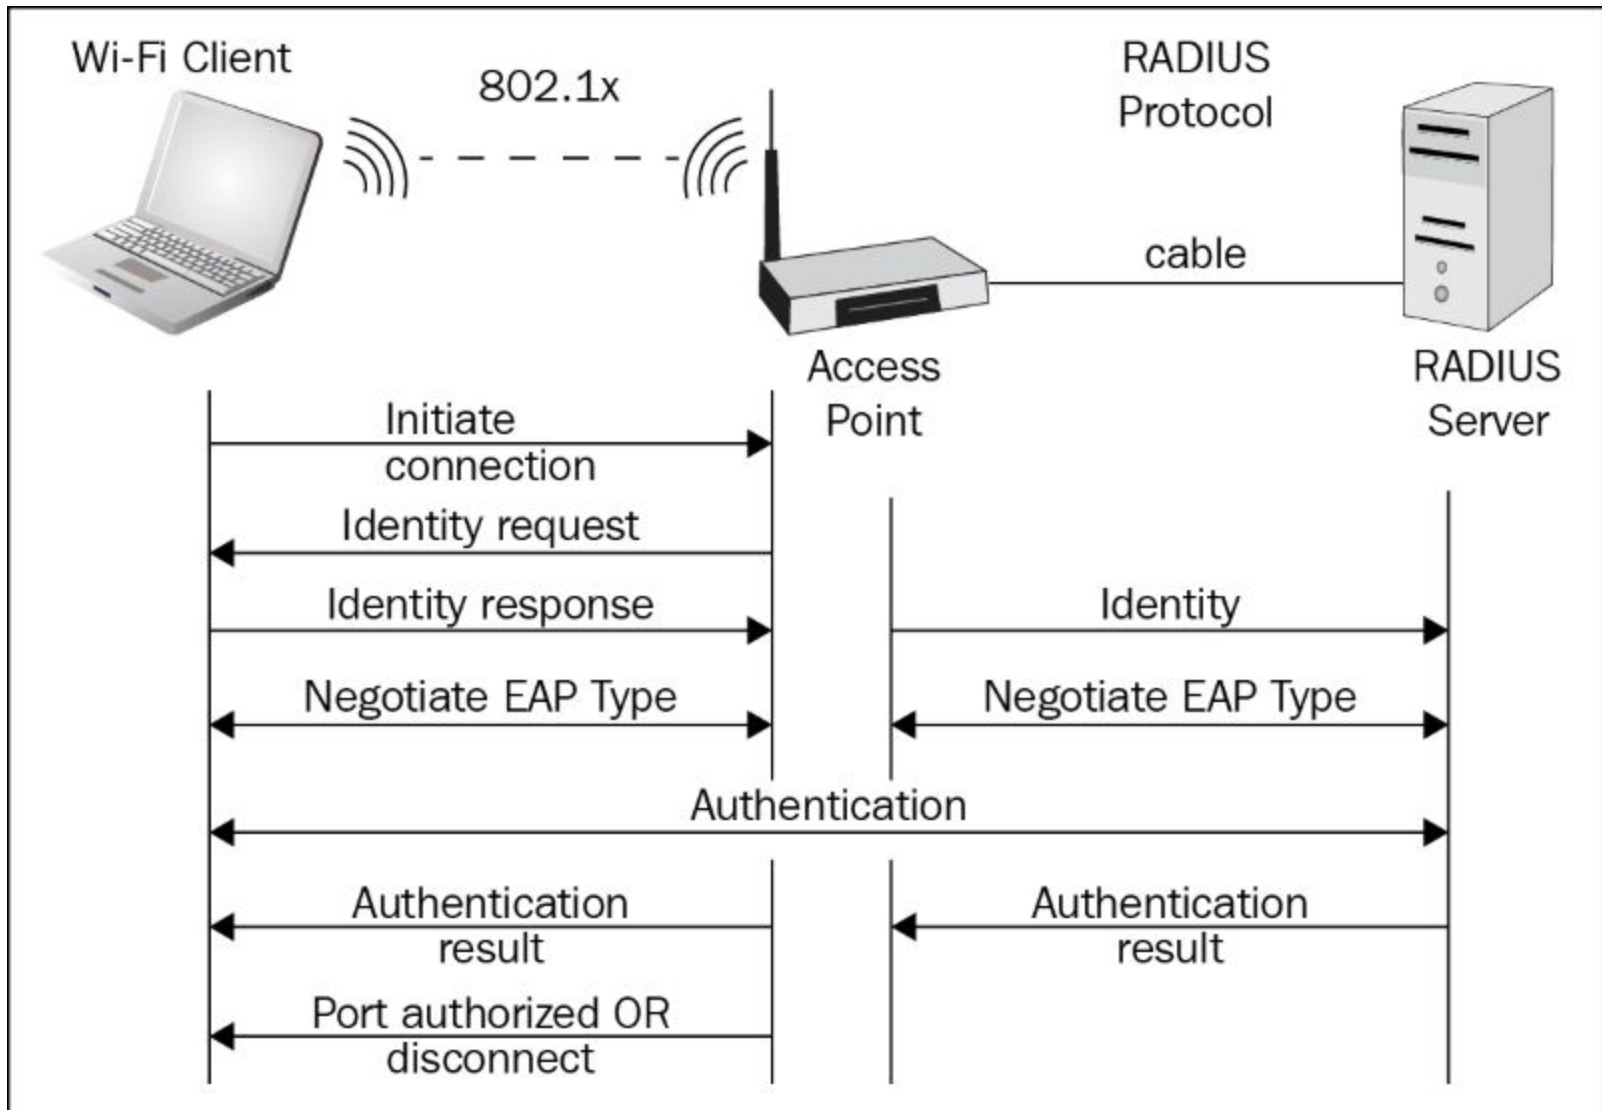 Wi-Fi Client
802.1x
RADIUS
Protocol
cable
Access
Point
RADIUS
Server
Initiate
connection
Identity request
Identity response
Identity
Negotiate EAP Type
Negotiate EAP Type
Authentication
Authentication
result
Authentication
result
Port authorized OR
disconnect